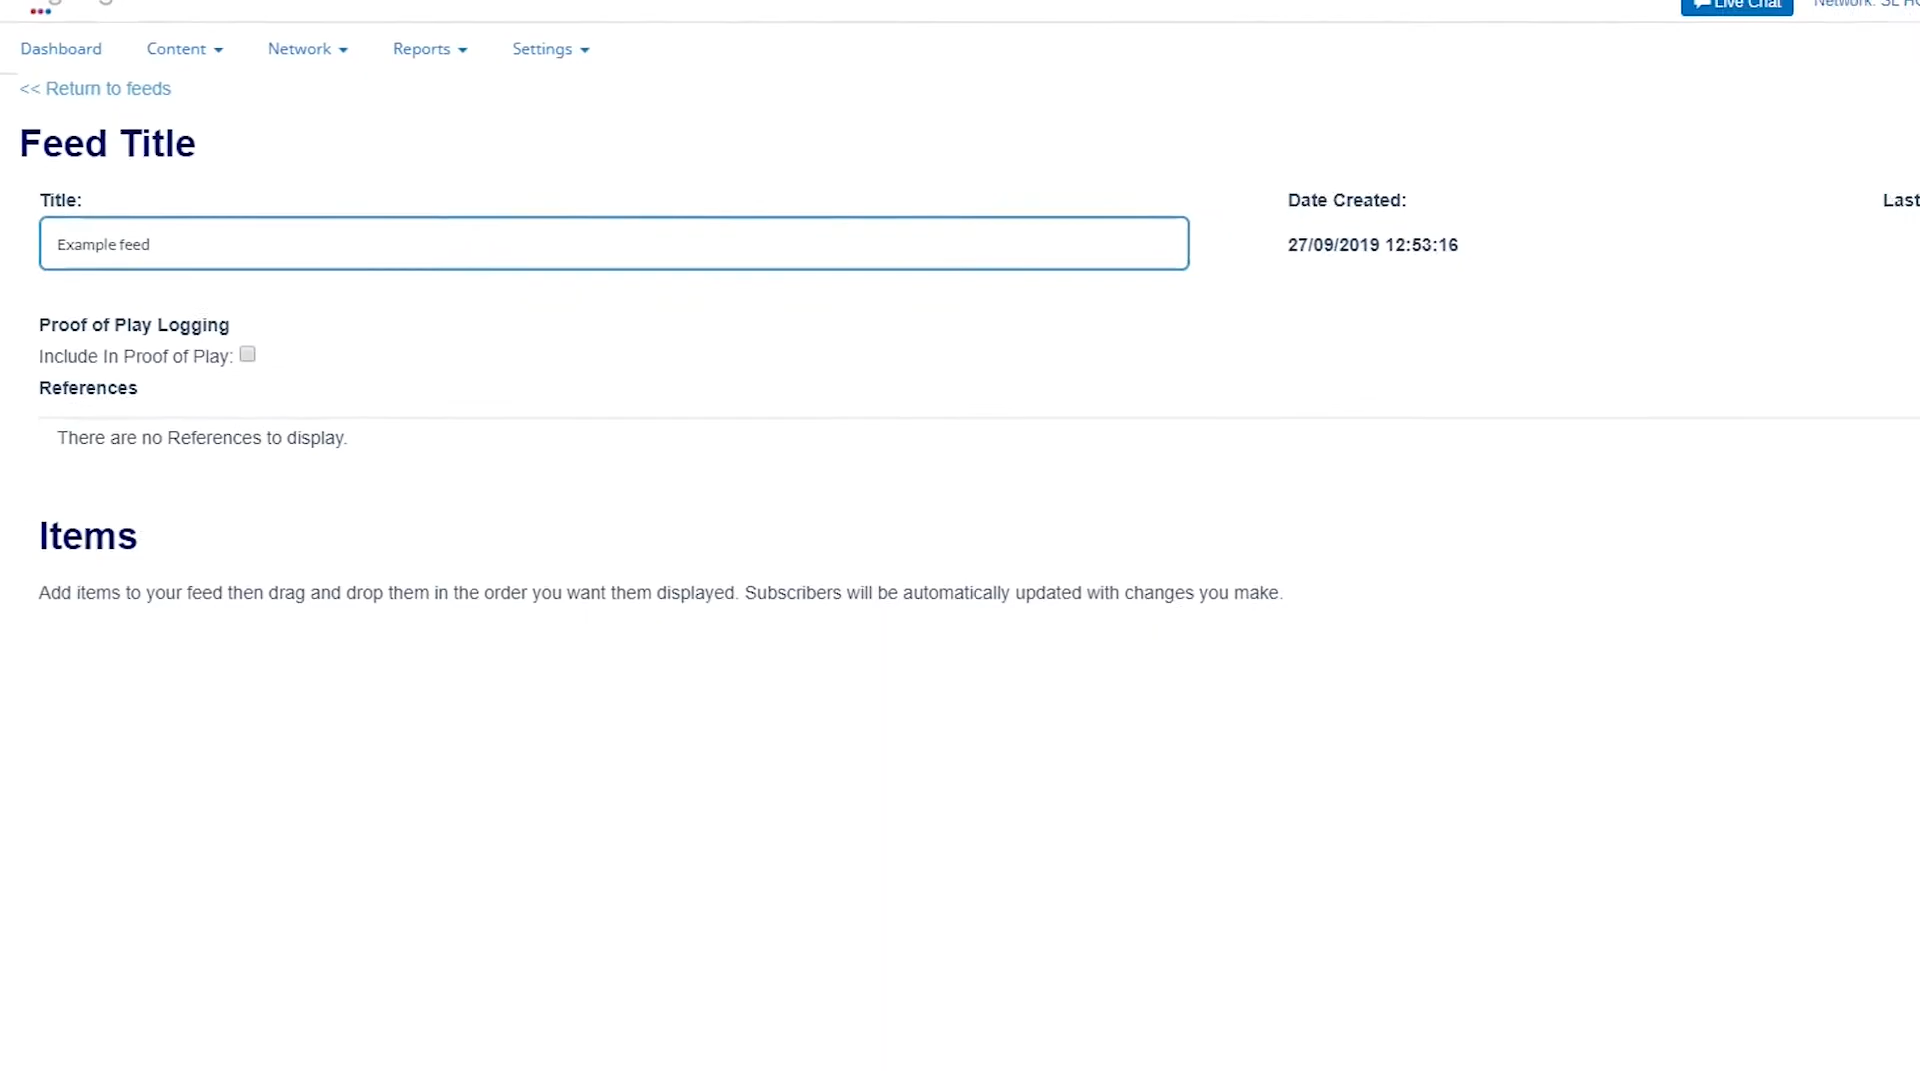 Live Chat
Network: SL
Dashboard Content Network Reports Settings
<< Return to feeds
Feed Title
Title: Date Created: Last
Example feed 27/09/2019 12:53:16
Proof of Play Logging
Include In Proof of Play:
References
There are no References to display.
Items
Add items to your feed then drag and drop them in the order you want them displayed. Subscribers will be automatically updated with changes you make.